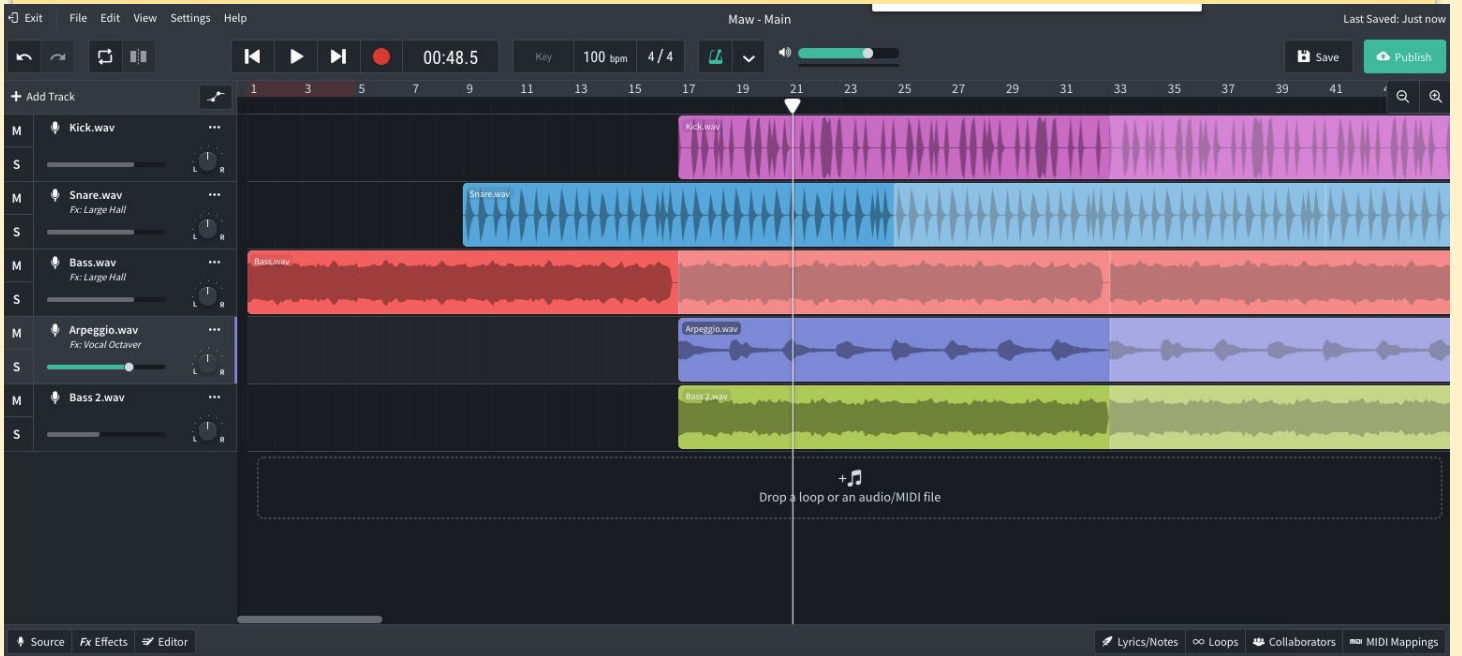 Exit File Edit View Settings Help Maw - Main Last Saved: Just now
00:48.5 Key 100 bpm 4/4 Save Publish
+ Add Track 1 3 5 7 9 11 13 15 17 19 21 23 25 27 29 31 33 35 37 39 41
M Kick.wav ... Kick.wav
S L R
M Snare.wav ... Snare.wav
Fx: Large Hall
S L R
M Bass.wav ... Bass.wav
Fx: Large Hall
S L R
M Arpeggio.wav ... Arpeggio.wav
Fx: Vocal Octaver
S L R
M Bass 2.wav ... Bass 2.wav
S L R
Drop a loop or an audio/MIDI file
Source Fx Effects Editor Lyrics/Notes Loops Collaborators MIDI Mappings